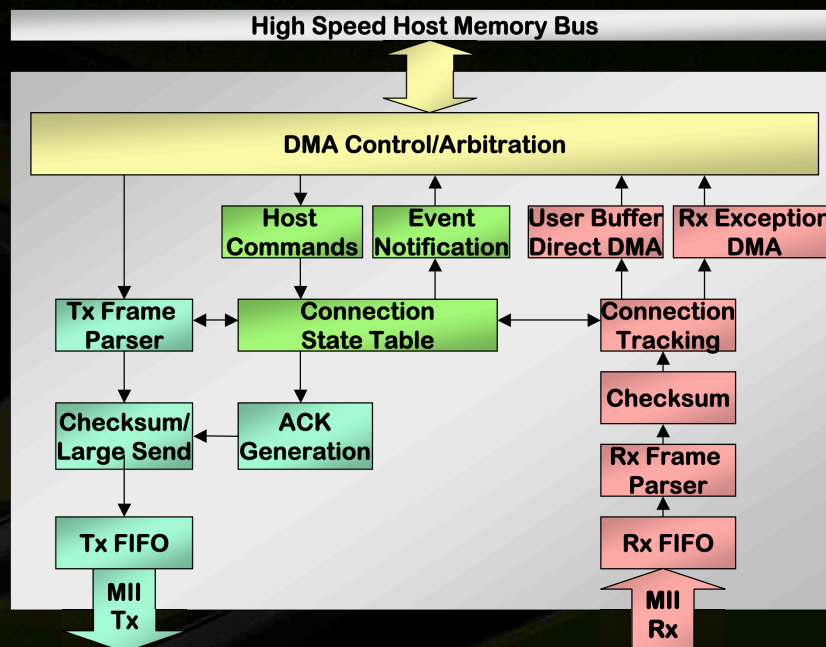 High Speed Host Memory Bus
DMA Control/Arbitration
Host
Commands
Event
Notification
User Buffer
Direct DMA
Rx Exception
DMA
Tx Frame
Parser
Connection
State Table
Connection
Tracking
Checksum
Checksum/
Large Send
ACK
Generation
Rx Frame
Parser
Tx FIFO
Rx FIFO
MII
Tx
MII
Rx